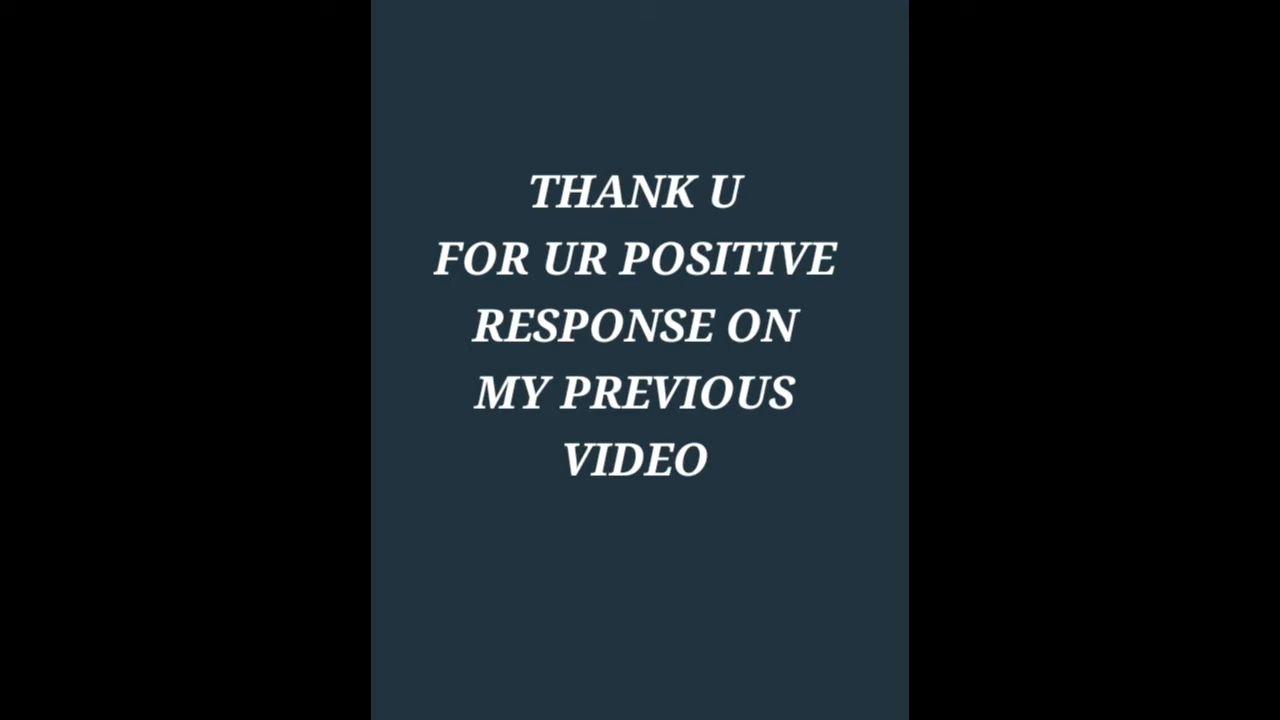 THANK U
FOR UR POSITIVE
RESPONSE ON
MY PREVIOUS
VIDEO